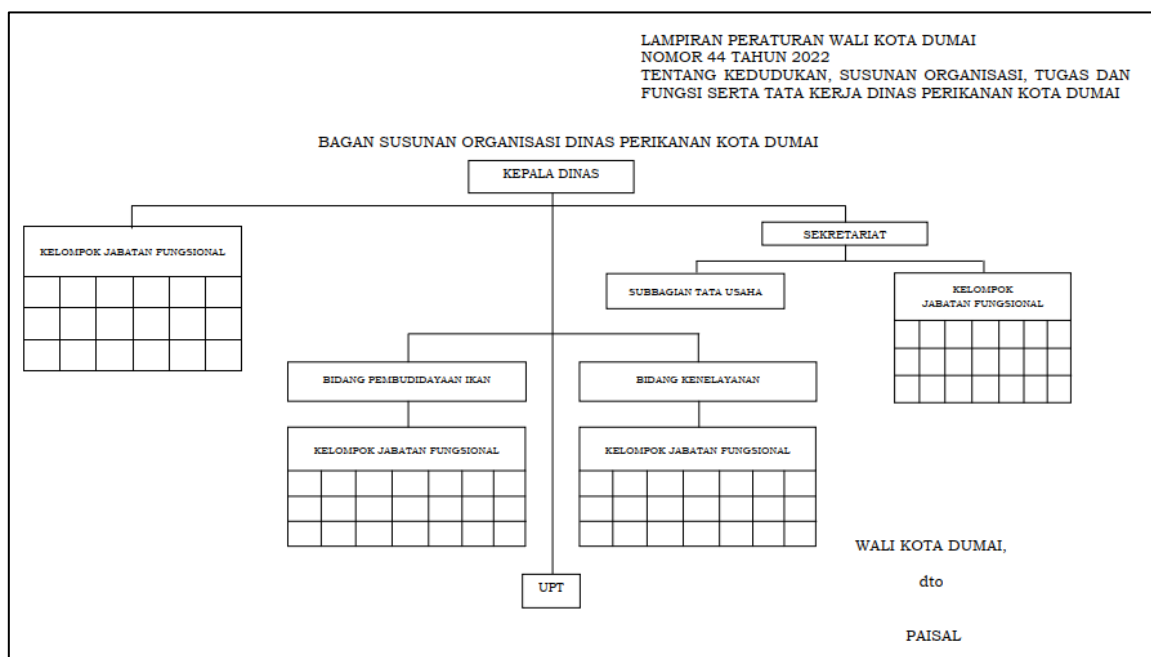 LAMPIRAN PERATURAN WALI KOTA DUMAI
NOMOR 44 TAHUN 2022
TENTANG KEDUDUKAN, SUSUNAN ORGANISASI, TUGAS DAN
FUNGSI SERTA TATA KERJA DINAS PERIKANAN KOTA DUMAI
BAGAN SUSUNAN ORGANISASI DINAS PERIKANAN KOTA DUMAI
KEPALA DINAS
KELOMPOK JABATAN FUNGSIONAL
SEKRETARIAT
SUBBAGIAN TATA USAHA
KELOMPOK
JABATAN FUNGSIONAL
BIDANG PEMBUDIDAYAAN IKAN
BIDANG KENELAYANAN
KELOMPOK JABATAN FUNGSIONAL
KELOMPOK JABATAN FUNGSIONAL
UPT
WALI KOTA DUMAI,
dto
PAISAL